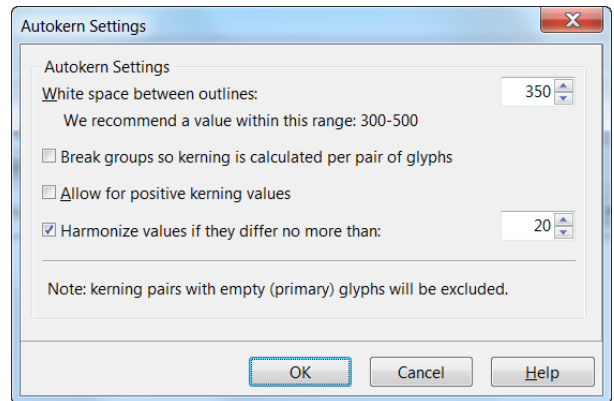 Autokern Settings
Autokern Settings
White space between outlines: 350
We recommend a value within this range: 300-500
Break groups so kerning is calculated per pair of glyphs
Allow for positive kerning values
Harmonize values if they differ no more than: 20
Note: kerning pairs with empty (primary) glyphs will be excluded.
OK Cancel Help